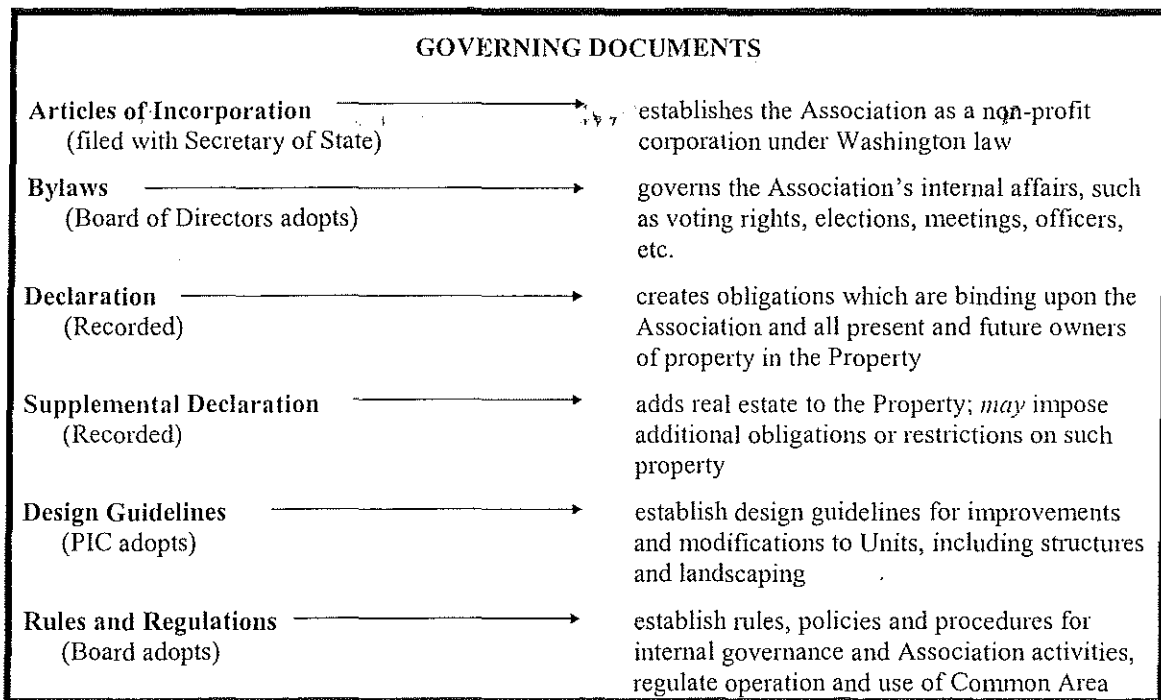 GOVERNING DOCUMENTS
Articles of Incorporation
(filed with Secretary of State)
establishes the Association as a non-profit
corporation under Washington law
Bylaws
(Board of Directors adopts)
governs the Association's internal affairs, such
as voting rights, elections, meetings, officers,
etc.
Declaration
(Recorded)
creates obligations which are binding upon the
Association and all present and future owners
of property in the Property
Supplemental Declaration
(Recorded)
adds real estate to the Property; may impose
additional obligations or restrictions on such
property
Design Guidelines
(PIC adopts)
establish design guidelines for improvements
and modifications to Units, including structures
and landscaping
Rules and Regulations
(Board adopts)
establish rules, policies and procedures for
internal governance and Association activities,
regulate operation and use of Common Area